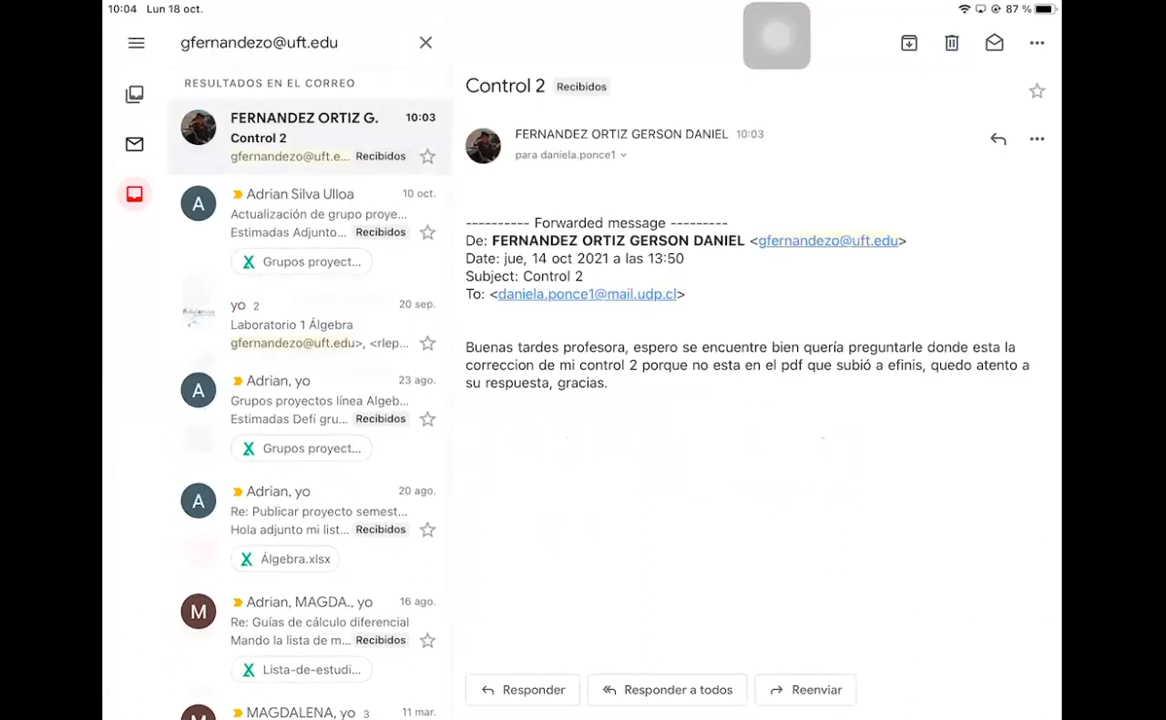 10:04 Lun 18 oct.
87 %
gfernandezo@uft.edu
RESULTADOS EN EL CORREO
FERNANDEZ ORTIZ G. 10:03
Control 2
gfernandezo@uft.e... Recibidos
A
Adrian Silva Ulloa 10 oct.
Actualización de grupo proye...
Estimadas Adjunto... Recibidos
Grupos proyect...
yo 2 20 sep.
Laboratorio 1 Álgebra
gfernandezo@uft.edu>, <rlep...
A
Adrian, yo 23 ago.
Grupos proyectos línea Algeb...
Estimadas Defí gru... Recibidos
Grupos proyect...
A
Adrian, yo 20 ago.
Re: Publicar proyecto semest...
Hola adjunto mi list... Recibidos
Álgebra.xlsx
M
Adrian, MAGDA., yo 16 ago.
Re: Guías de cálculo diferencial
Mando la lista de m... Recibidos
Lista-de-estudi...
MAGDALENA, yo 3 11 mar.
Control 2 Recibidos
FERNANDEZ ORTIZ GERSON DANIEL 10:03
para daniela.ponce1
---------- Forwarded message ---------
De: FERNANDEZ ORTIZ GERSON DANIEL <gfernandezo@uft.edu>
Date: jue, 14 oct 2021 a las 13:50
Subject: Control 2
To: <daniela.ponce1@mail.udp.cl>
Buenas tardes profesora, espero se encuentre bien quería preguntarle donde esta la
correccion de mi control 2 porque no esta en el pdf que subió a efinis, quedo atento a
su respuesta, gracias.
Responder
Responder a todos
Reenviar